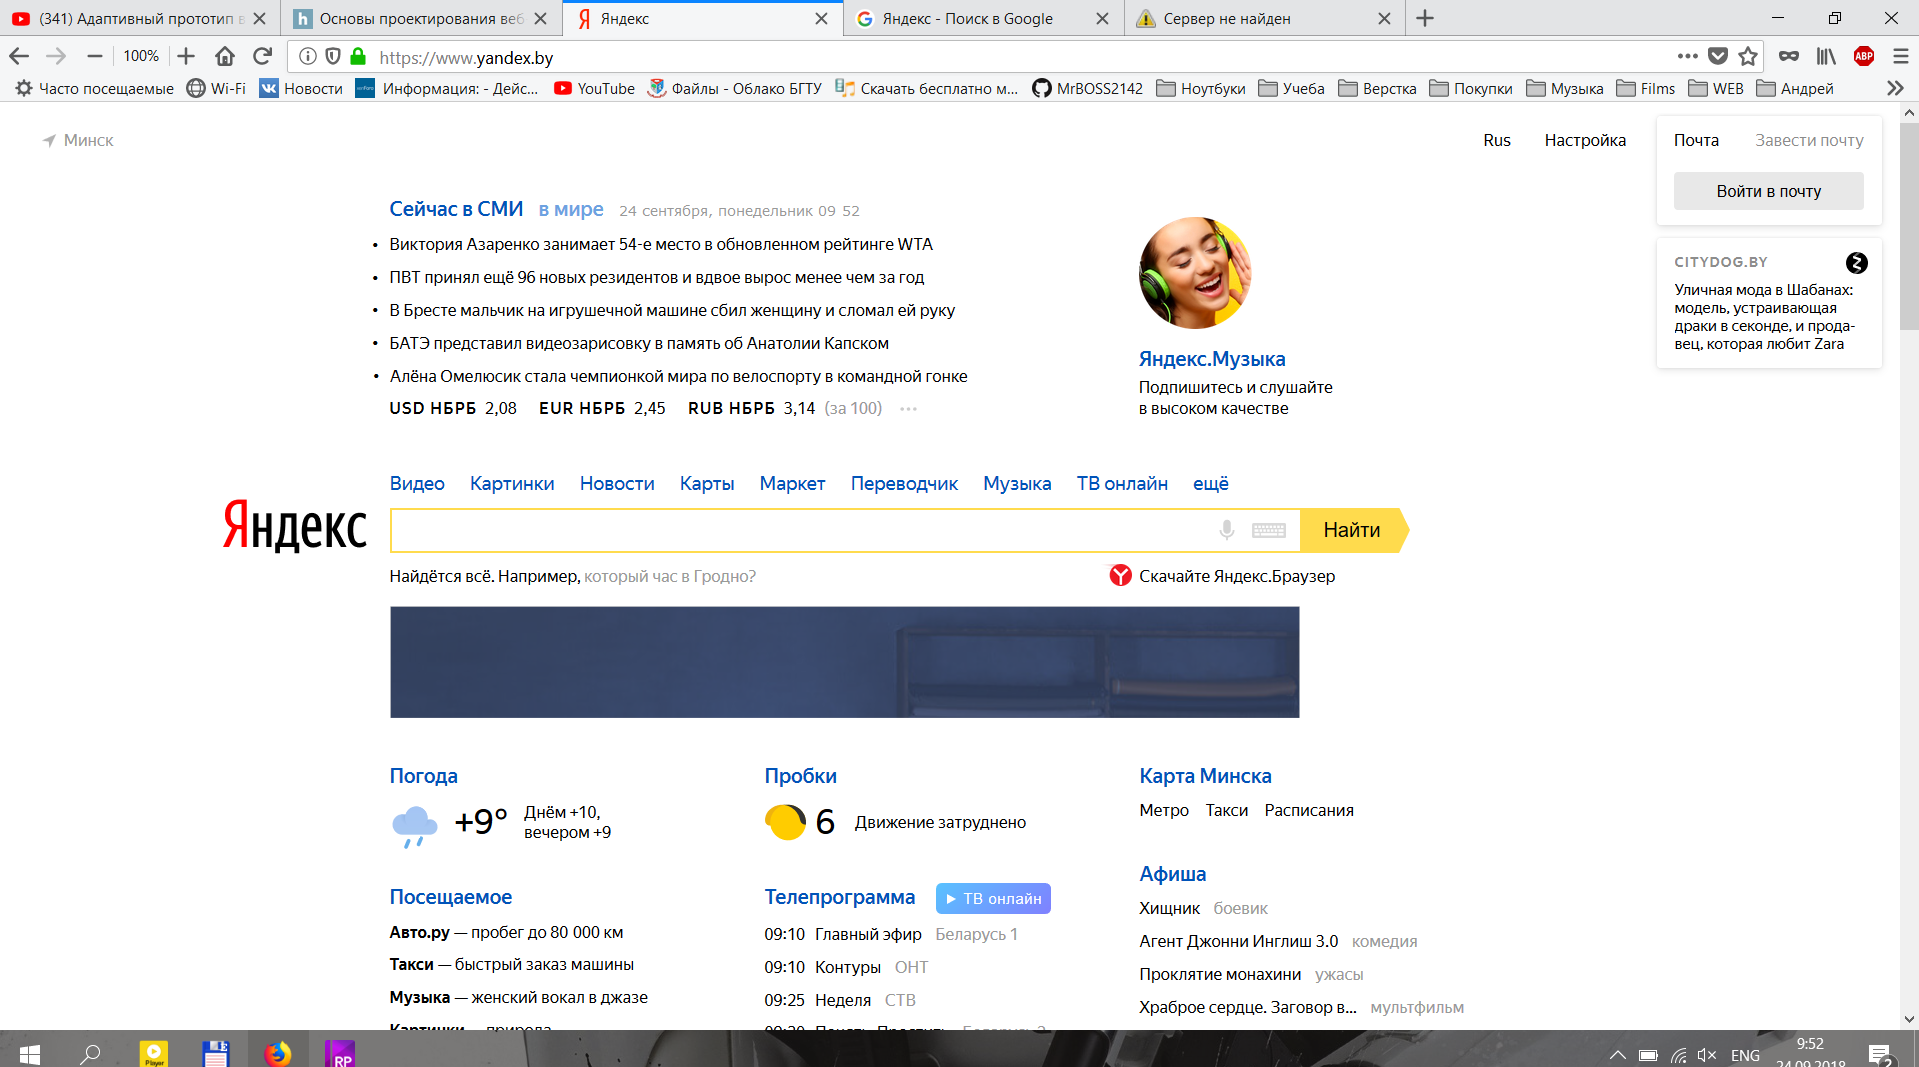 (341) Адаптивный прототип в
Основы проектирования веб
Яндекс
Яндекс - Поиск в Google
Сервер не найден
100%
https://www.yandex.by
ABP
Часто посещаемые
Wi-Fi
Новости
Информация: - Дейс...
YouTube
Файлы - Облако БГТУ
Скачать бесплатно м...
MrBOSS2142
Ноутбуки
Учеба
Верстка
Покупки
Музыка
Films
WEB
Андрей
Минск
Rus
Настройка
Почта
Завести почту
Войти в почту
CITYDOG.BY
Уличная мода в Шабанах:
модель, устраивающая
драки в секонде, и прода-
вец, которая любит Zara
Сейчас в СМИ в мире 24 сентября, понедельник 09 52
• Виктория Азаренко занимает 54-е место в обновленном рейтинге WTA
• ПВТ принял ещё 96 новых резидентов и вдвое вырос менее чем за год
• В Бресте мальчик на игрушечной машине сбил женщину и сломал ей руку
• БАТЭ представил видеозарисовку в память об Анатолии Капском
• Алёна Омелюсик стала чемпионкой мира по велоспорту в командной гонке
USD НБРБ 2,08 EUR НБРБ 2,45 RUB НБРБ 3,14 (за 100) •••
Яндекс.Музыка
Подпишитесь и слушайте
в высоком качестве
Видео Картинки Новости Карты Маркет Переводчик Музыка ТВ онлайн ещё
Яндекс
Найти
Найдётся всё. Например, который час в Гродно?
Скачайте Яндекс.Браузер
Погода
+9°
Днём +10,
вечером +9
Пробки
6 Движение затруднено
Карта Минска
Метро Такси Расписания
Посещаемое
Авто.ру — пробег до 80 000 км
Такси — быстрый заказ машины
Музыка — женский вокал в джазе
Картинки — природа
Телепрограмма
ТВ онлайн
09:10 Главный эфир Беларусь 1
09:10 Контуры ОНТ
09:25 Неделя СТВ
Афиша
Хищник боевик
Агент Джонни Инглиш 3.0 комедия
Проклятие монахини ужасы
Храброе сердце. Заговор в... мультфильм
Player
E
RP
ENG
9:52
24.09.2018
2